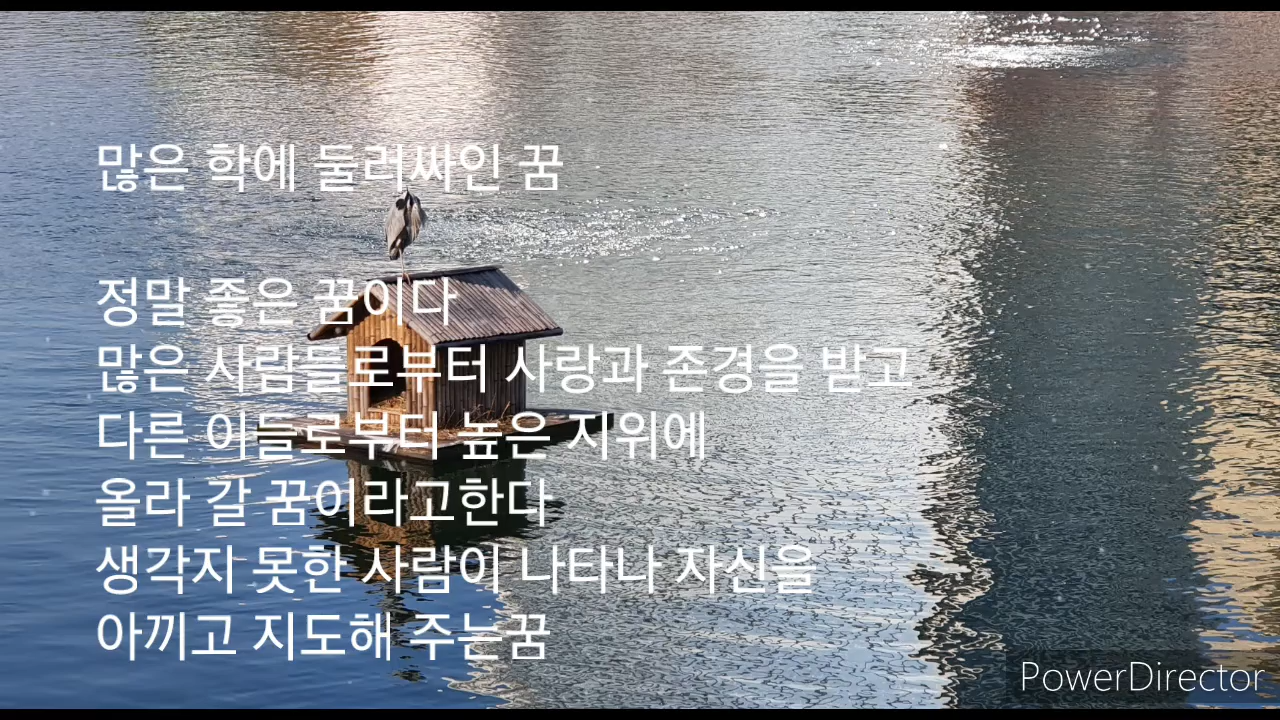 많은 학에 둘러싸인 꿈
정말 좋은 꿈이다
많은 사람들로부터 사랑과 존경을 받고
다른 이들로부터 높은 지위에
올라 갈 꿈이라고한다
생각지 못한 사람이 나타나 자신을
아끼고 지도해 주는꿈
PowerDirector